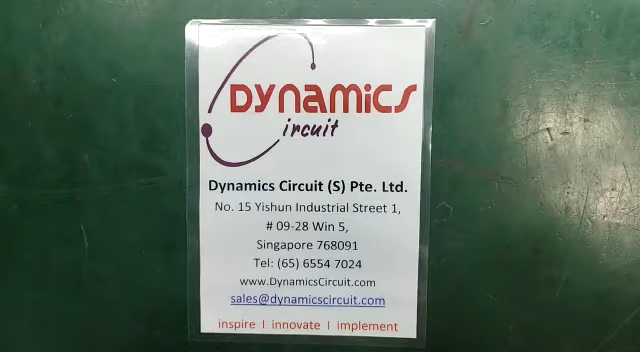 DYNAMICS
ircuit
Dynamics Circuit (S) Pte. Ltd.
No. 15 Yishun Industrial Street 1,
# 09-28 Win 5,
Singapore 768091
Tel: (65) 6554 7024
www.DynamicsCircuit.com
sales@dynamicscircuit.com
inspire I innovate I implement